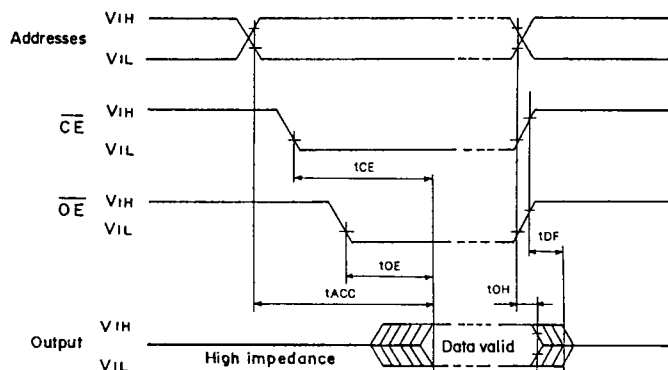 Addresses
VIH
VIL
CE
VIH
VIL
tCE
OE
VIH
VIL
tOE
tDF
tACC
tOH
Output
VIH
High impedance
Data valid
VIL